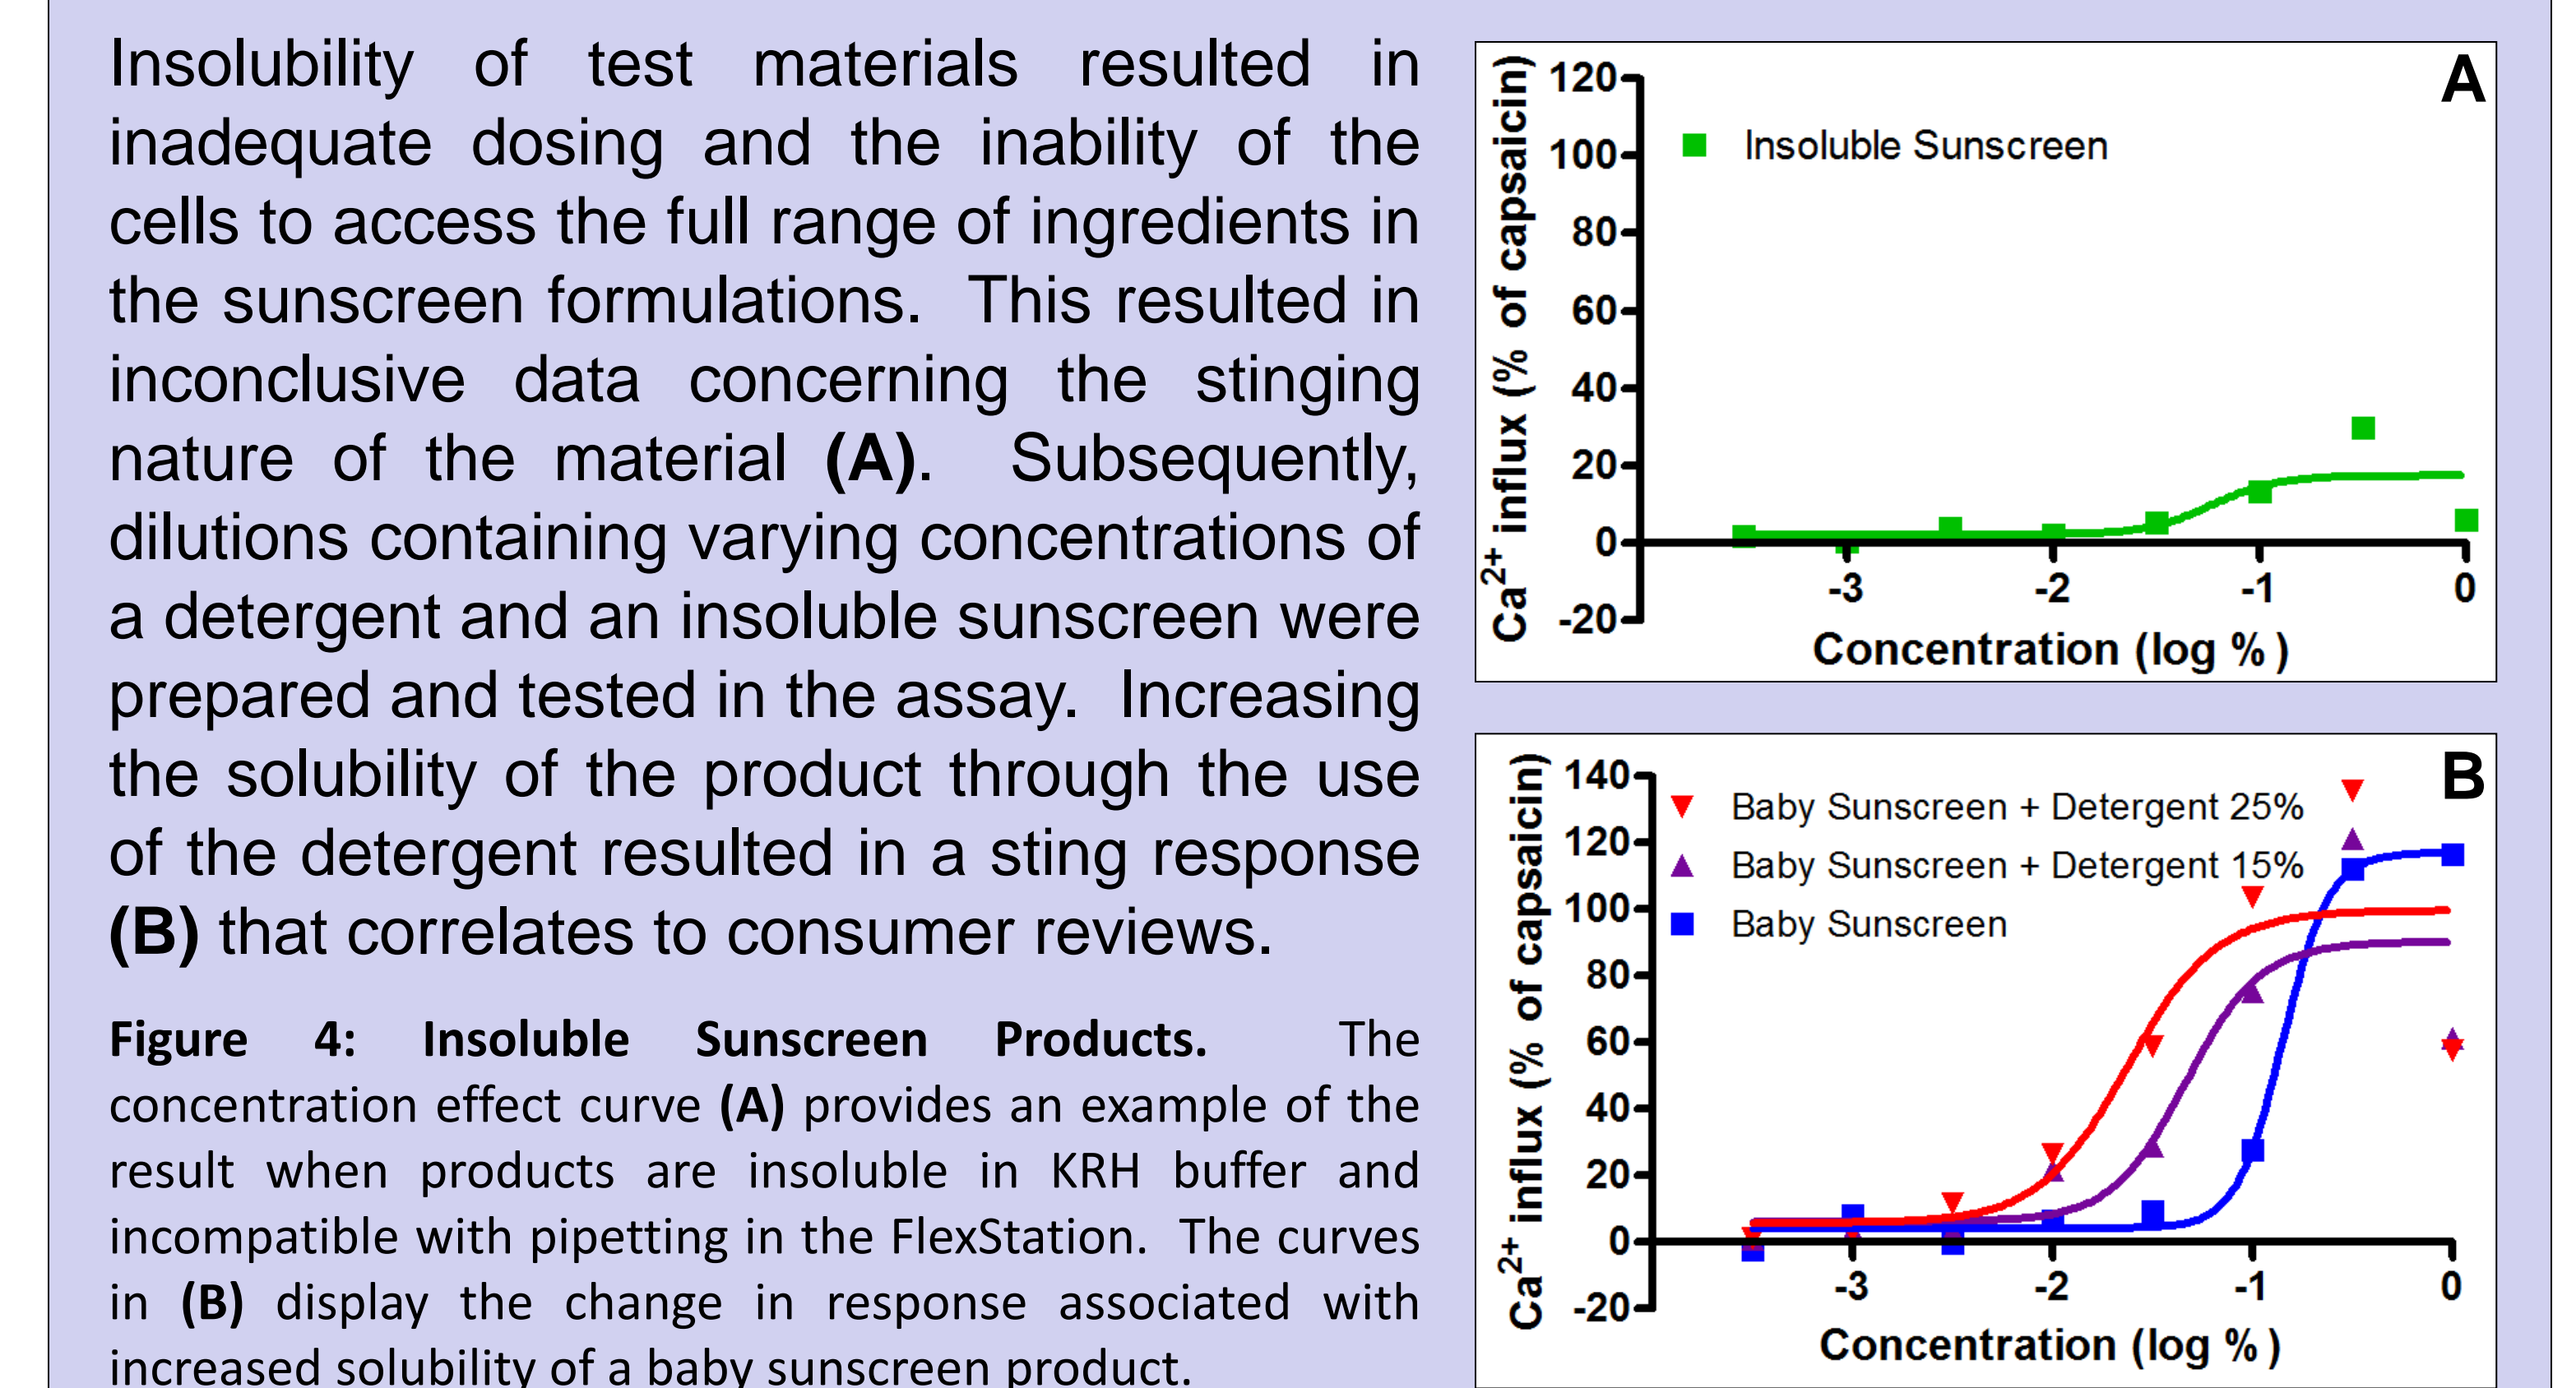 Insolubility of test materials resulted in
inadequate dosing and the inability of the
cells to access the full range of ingredients in
the sunscreen formulations. This resulted in
inconclusive data concerning the stinging
nature of the material (A). Subsequently,
dilutions containing varying concentrations of
a detergent and an insoluble sunscreen were
prepared and tested in the assay. Increasing
the solubility of the product through the use
of the detergent resulted in a sting response
(B) that correlates to consumer reviews.
Figure 4: Insoluble Sunscreen Products. The
concentration effect curve (A) provides an example of the
result when products are insoluble in KRH buffer and
incompatible with pipetting in the FlexStation. The curves
in (B) display the change in response associated with
increased solubility of a baby sunscreen product.
A
Ca2+ influx (% of capsaicin)
120
100
80
60
40
20
0
-20
Insoluble Sunscreen
-3 -2 -1 0
Concentration (log %)
B
Ca2+ influx (% of capsaicin)
140
120
100
80
60
40
20
0
-20
Baby Sunscreen + Detergent 25%
Baby Sunscreen + Detergent 15%
Baby Sunscreen
-3 -2 -1 0
Concentration (log %)